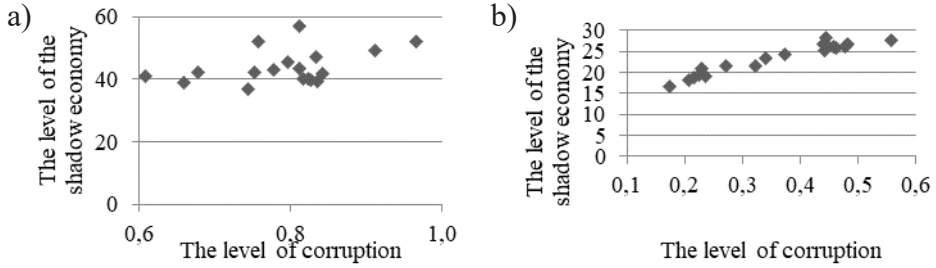 a)
The level of the
shadow economy
60
40
20
0
0,6
0,8
1,0
The level of corruption
b)
The level of the
shadow economy
30
25
20
15
10
5
0
0,1
0,2
0,3
0,4
0,5
0,6
The level of corruption